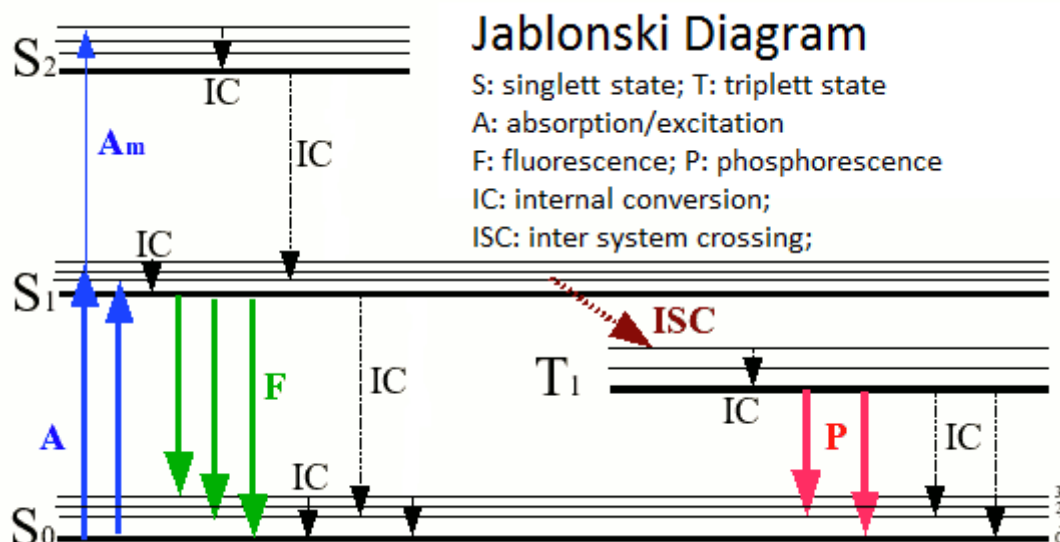 Jablonski Diagram
S: singlett state; T: triplett state
A: absorption/excitation
F: fluorescence; P: phosphorescence
IC: internal conversion;
ISC: inter system crossing;
S2
IC
Am
IC
IC
S1
ISC
T1
F
IC
IC
A
P
IC
IC
S0